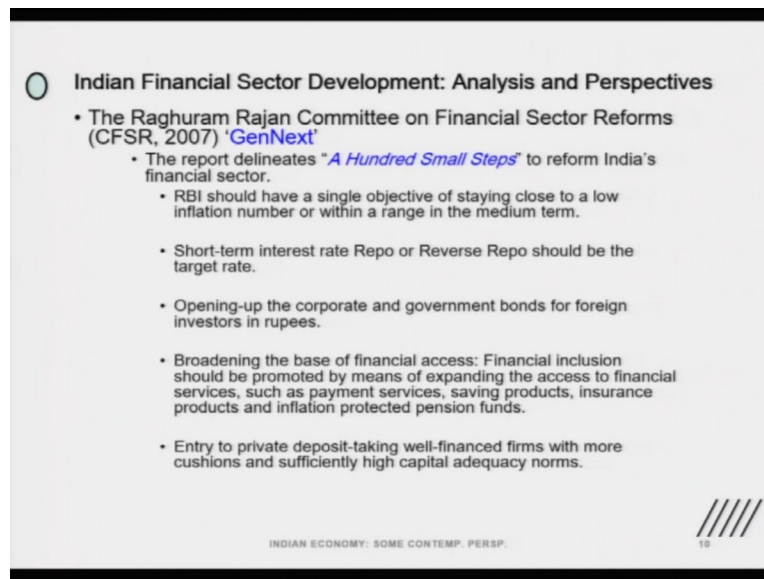 Indian Financial Sector Development: Analysis and Perspectives
• The Raghuram Rajan Committee on Financial Sector Reforms
(CFSR, 2007) ‘GenNext’
• The report delineates “A Hundred Small Steps” to reform India’s
financial sector.
• RBI should have a single objective of staying close to a low
inflation number or within a range in the medium term.
• Short-term interest rate Repo or Reverse Repo should be the
target rate.
• Opening-up the corporate and government bonds for foreign
investors in rupees.
• Broadening the base of financial access: Financial inclusion
should be promoted by means of expanding the access to financial
services, such as payment services, saving products, insurance
products and inflation protected pension funds.
• Entry to private deposit-taking well-financed firms with more
cushions and sufficiently high capital adequacy norms.
INDIAN ECONOMY: SOME CONTEMP. PERSP.
10